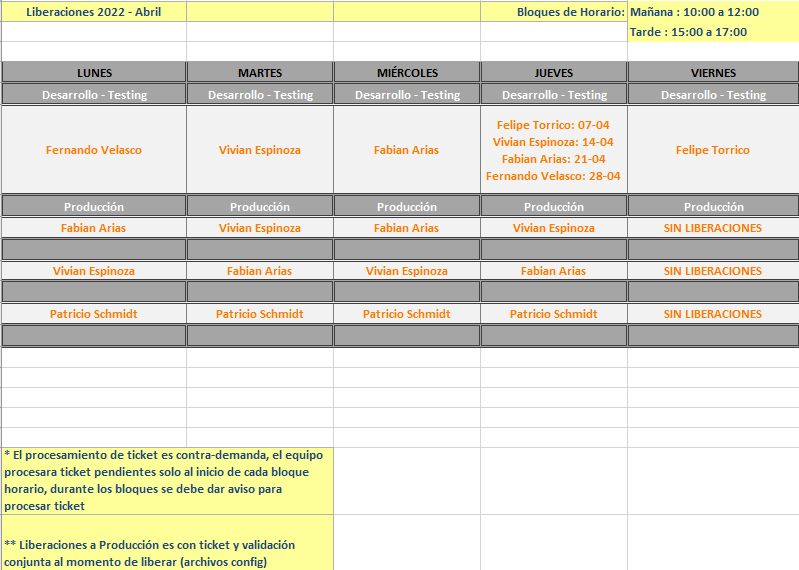 Liberaciones 2022 - Abril Bloques de Horario: Mañana : 10:00 a 12:00
Tarde : 15:00 a 17:00
LUNES MARTES MIÉRCOLES JUEVES VIERNES
Desarrollo - Testing Desarrollo - Testing Desarrollo - Testing Desarrollo - Testing Desarrollo - Testing
Fernando Velasco Vivian Espinoza Fabian Arias
Felipe Torrico: 07-04
Vivian Espinoza: 14-04
Fabian Arias: 21-04
Fernando Velasco: 28-04
Felipe Torrico
Producción Producción Producción Producción Producción
Fabian Arias Vivian Espinoza Fabian Arias Vivian Espinoza SIN LIBERACIONES
Vivian Espinoza Fabian Arias Vivian Espinoza Fabian Arias SIN LIBERACIONES
Patricio Schmidt Patricio Schmidt Patricio Schmidt Patricio Schmidt SIN LIBERACIONES
* El procesamiento de ticket es contra-demanda, el equipo
procesara ticket pendientes solo al inicio de cada bloque
horario, durante los bloques se debe dar aviso para
procesar ticket
** Liberaciones a Producción es con ticket y validación
conjunta al momento de liberar (archivos config)